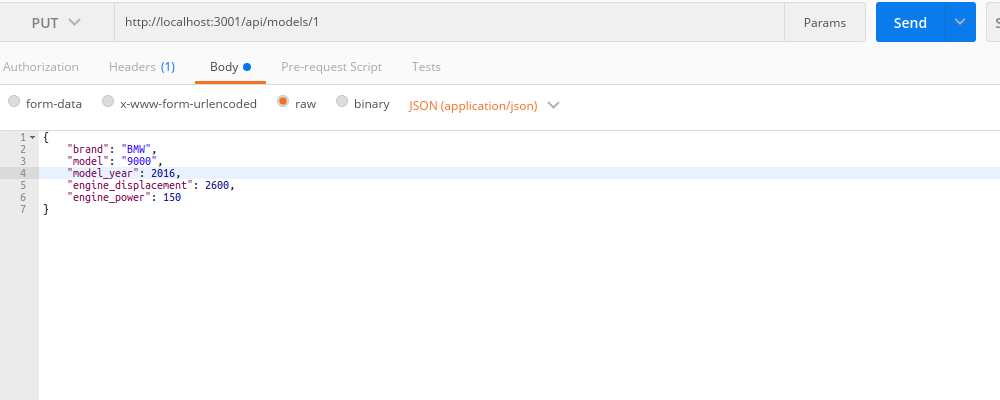 PUT http://localhost:3001/api/models/1 Params Send S
Authorization Headers (1) Body Pre-request Script Tests
form-data x-www-form-urlencoded raw binary JSON (application/json)
1 {
2 "brand": "BMW",
3 "model": "9000",
4 "model_year": 2016,
5 "engine_displacement": 2600,
6 "engine_power": 150
7 }